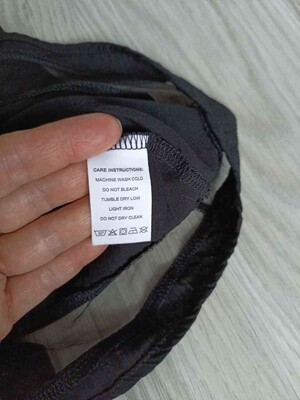 CARE INSTRUCTIONS:
MACHINE WASH COLD
DO NOT BLEACH
TUMBLE DRY LOW
LIGHT IRON
DO NOT DRY CLEAN